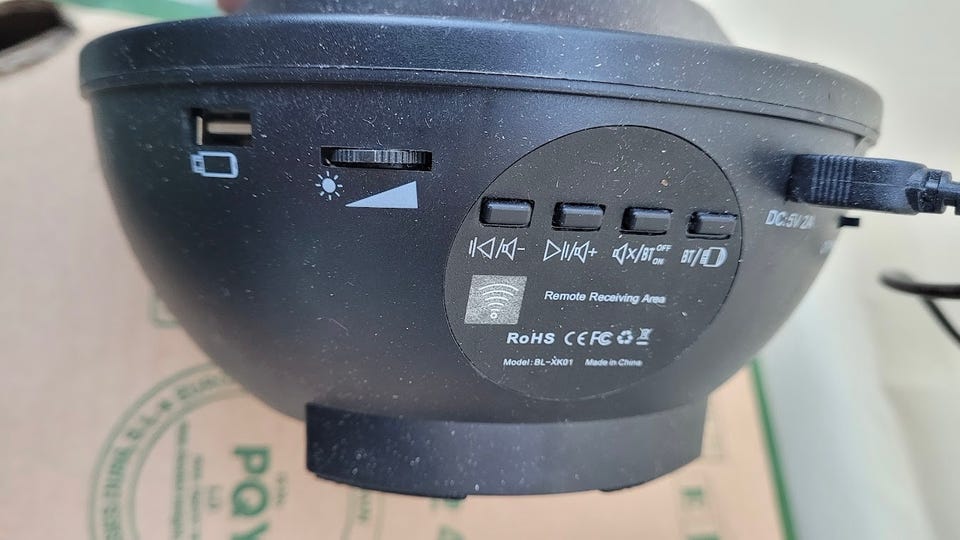 DC:5V 2A
BT OFF
ON
BT/
Remote Receiving Area
RoHS CE FC
Model: BL-XK01 Made in China
PQY